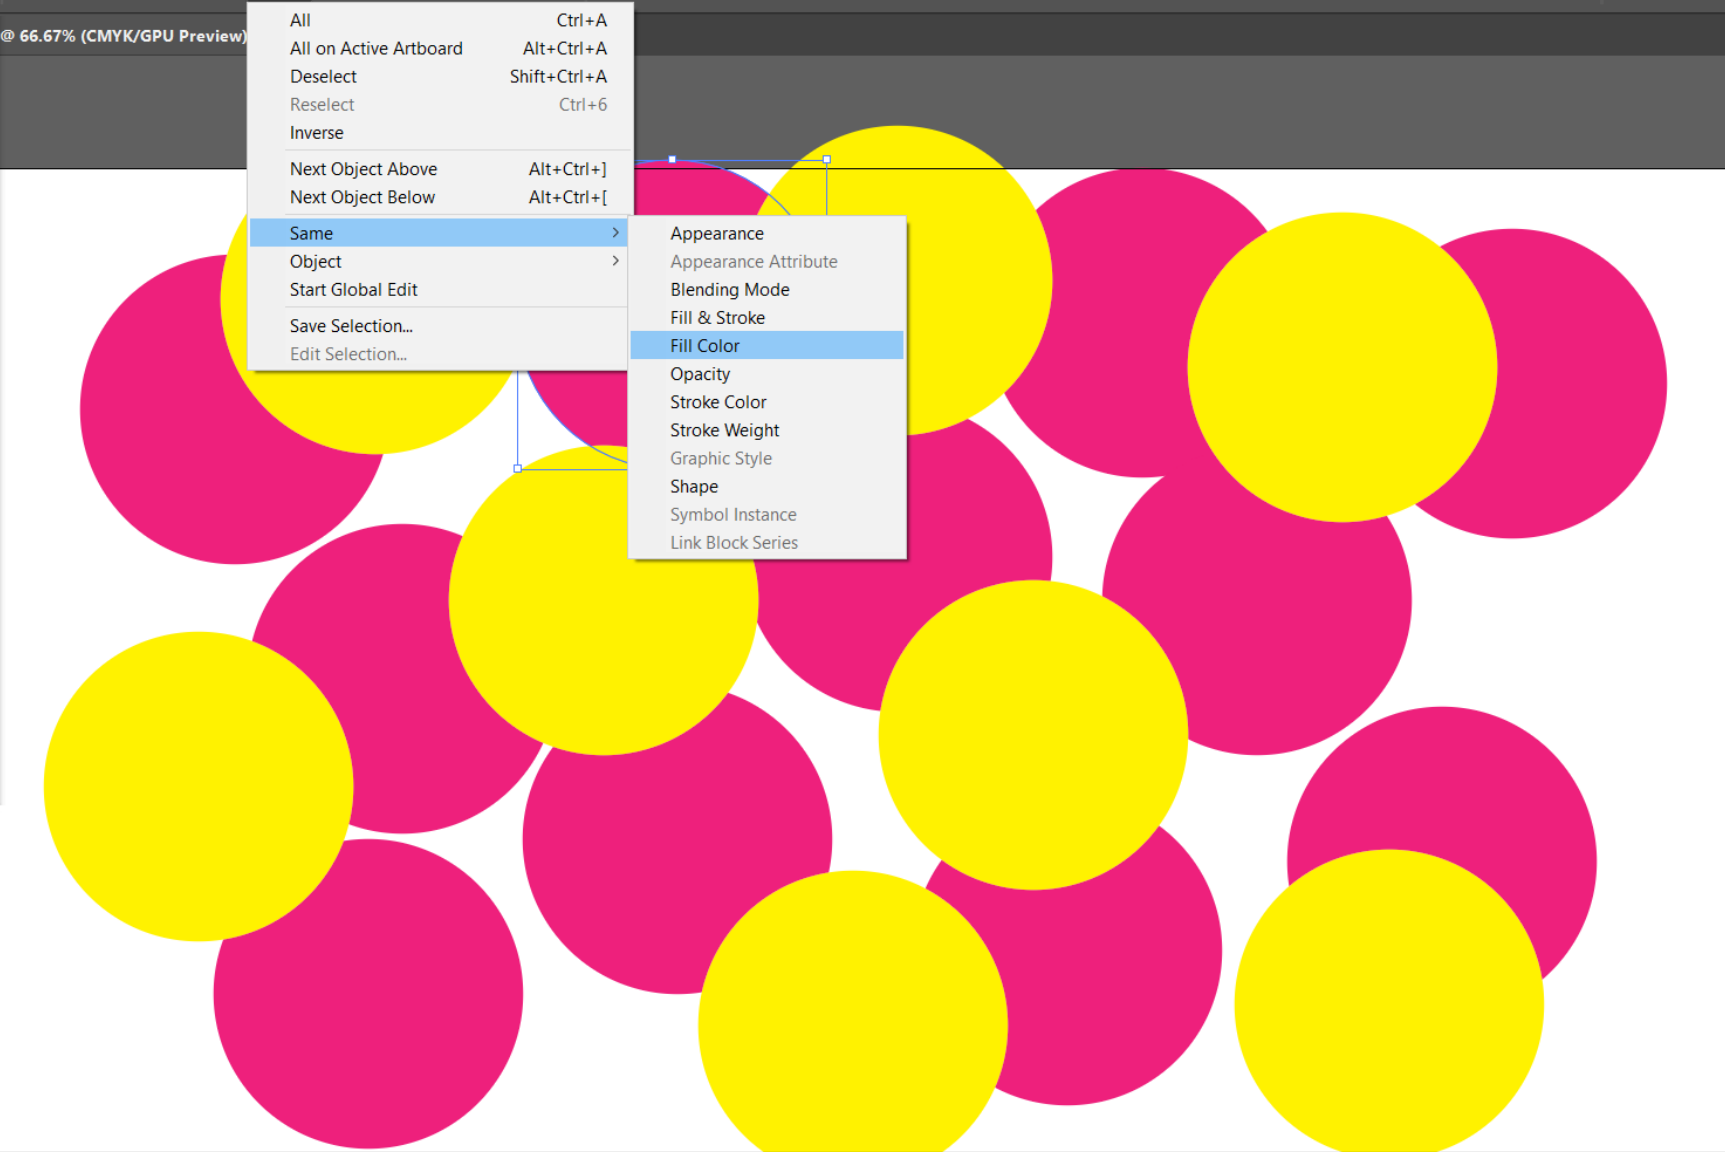 @ 66.67% (CMYK/GPU Preview)
All Ctrl+A
All on Active Artboard Alt+Ctrl+A
Deselect Shift+Ctrl+A
Reselect Ctrl+6
Inverse
Next Object Above Alt+Ctrl+]
Next Object Below Alt+Ctrl+[
Same
Object
Start Global Edit
Save Selection...
Edit Selection...
Appearance
Appearance Attribute
Blending Mode
Fill & Stroke
Fill Color
Opacity
Stroke Color
Stroke Weight
Graphic Style
Shape
Symbol Instance
Link Block Series